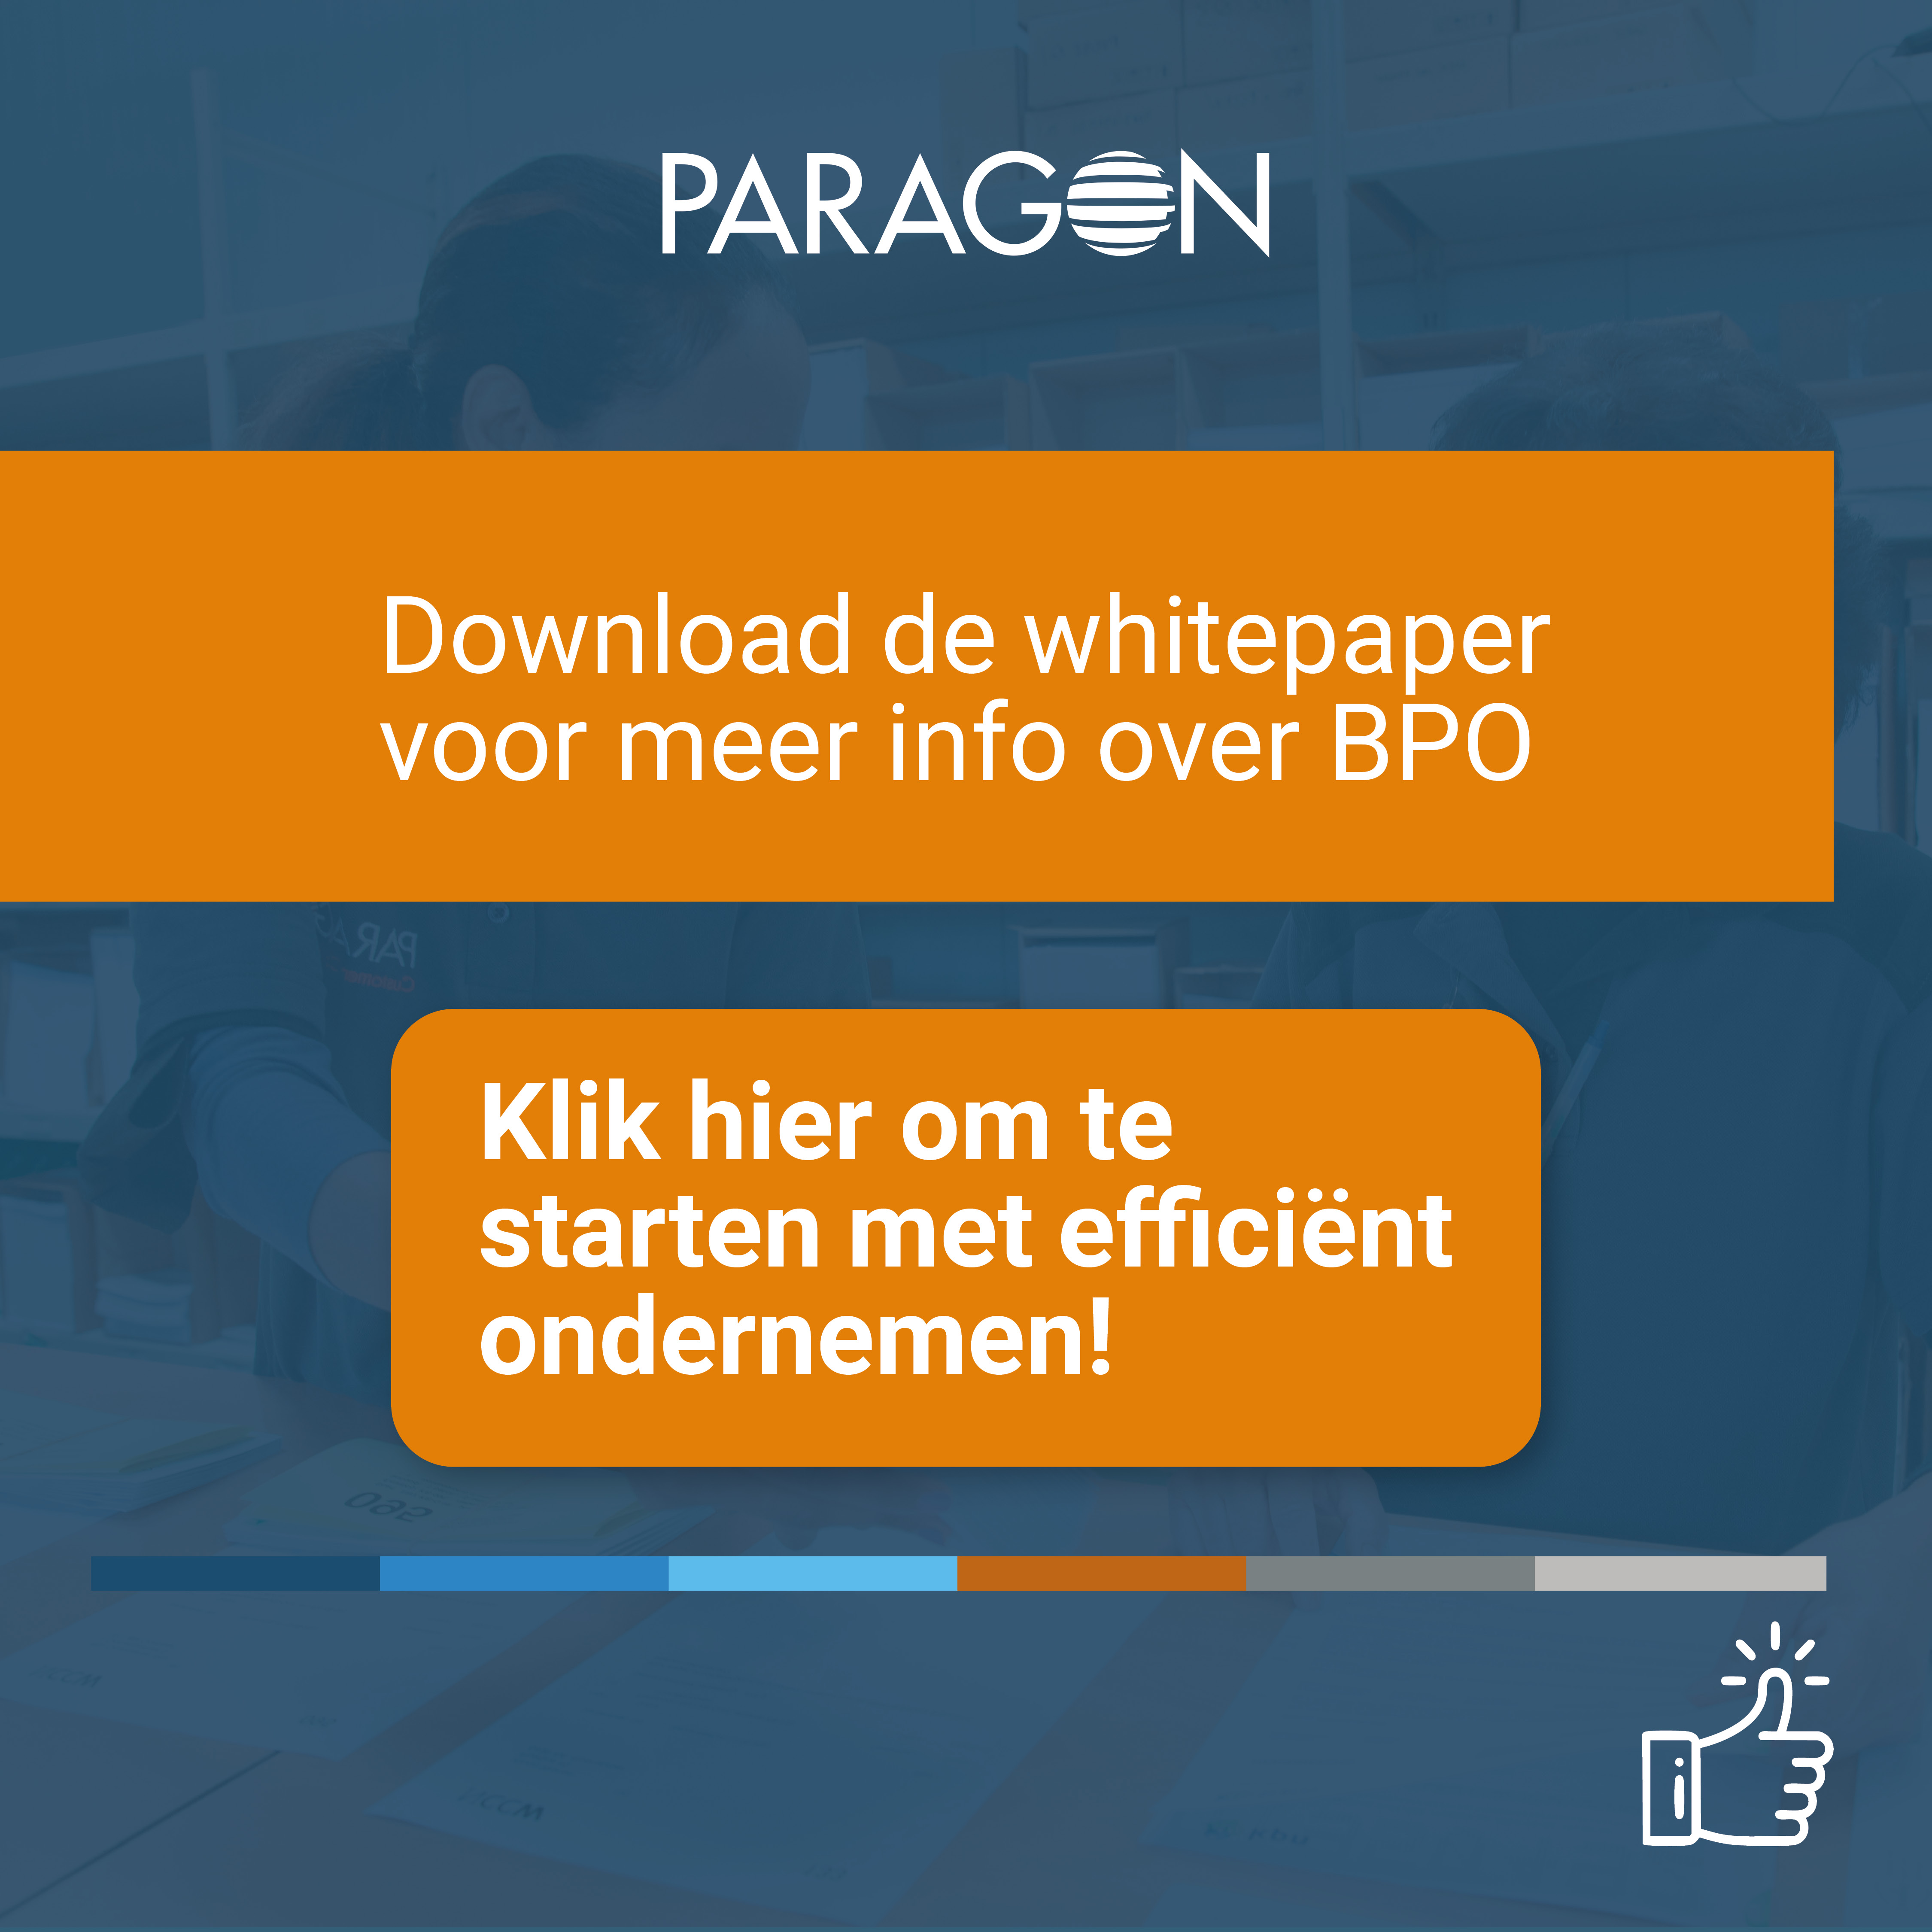 PARAGON
Download de whitepaper
voor meer info over BPO
Klik hier om te
starten met efficiënt
ondernemen!